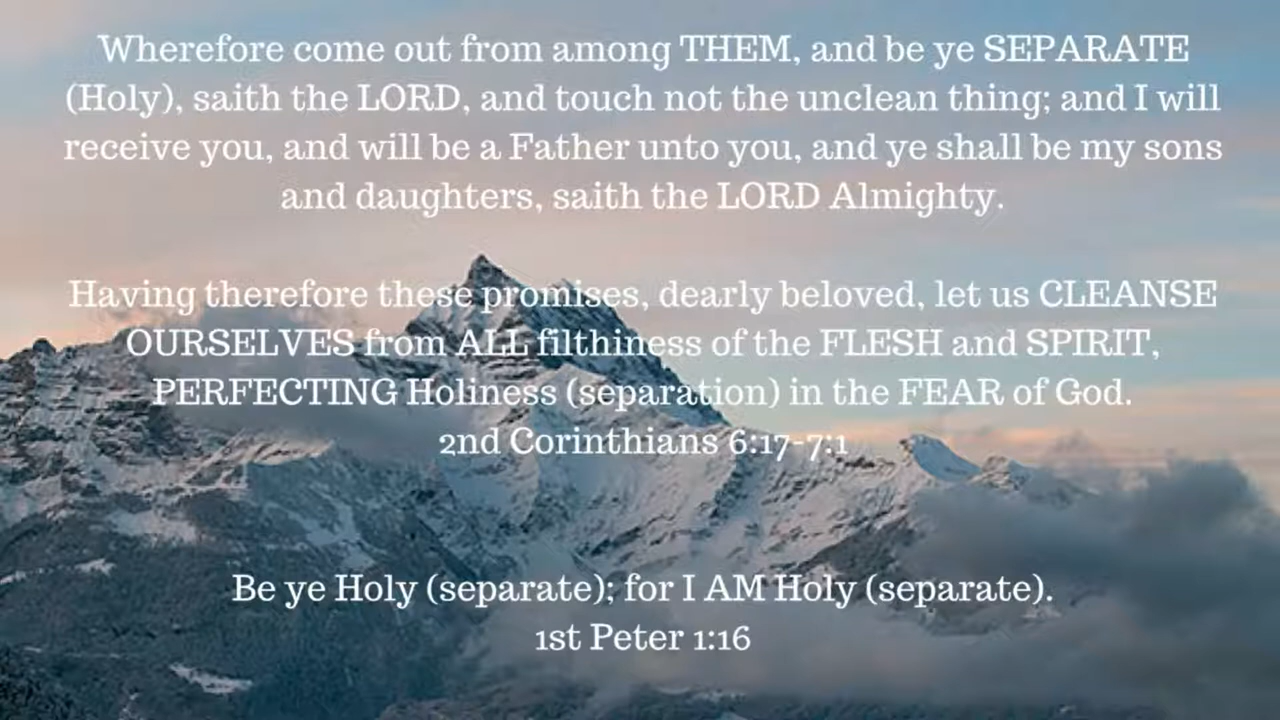 Wherefore come out from among THEM, and be ye SEPARATE
(Holy), saith the LORD, and touch not the unclean thing; and I will
receive you, and will be a Father unto you, and ye shall be my sons
and daughters, saith the LORD Almighty.
Having therefore these promises, dearly beloved, let us CLEANSE
OURSELVES from ALL filthiness of the FLESH and SPIRIT,
PERFECTING Holiness (separation) in the FEAR of God.
2nd Corinthians 6:17-7:1
Be ye Holy (separate); for I AM Holy (separate).
1st Peter 1:16